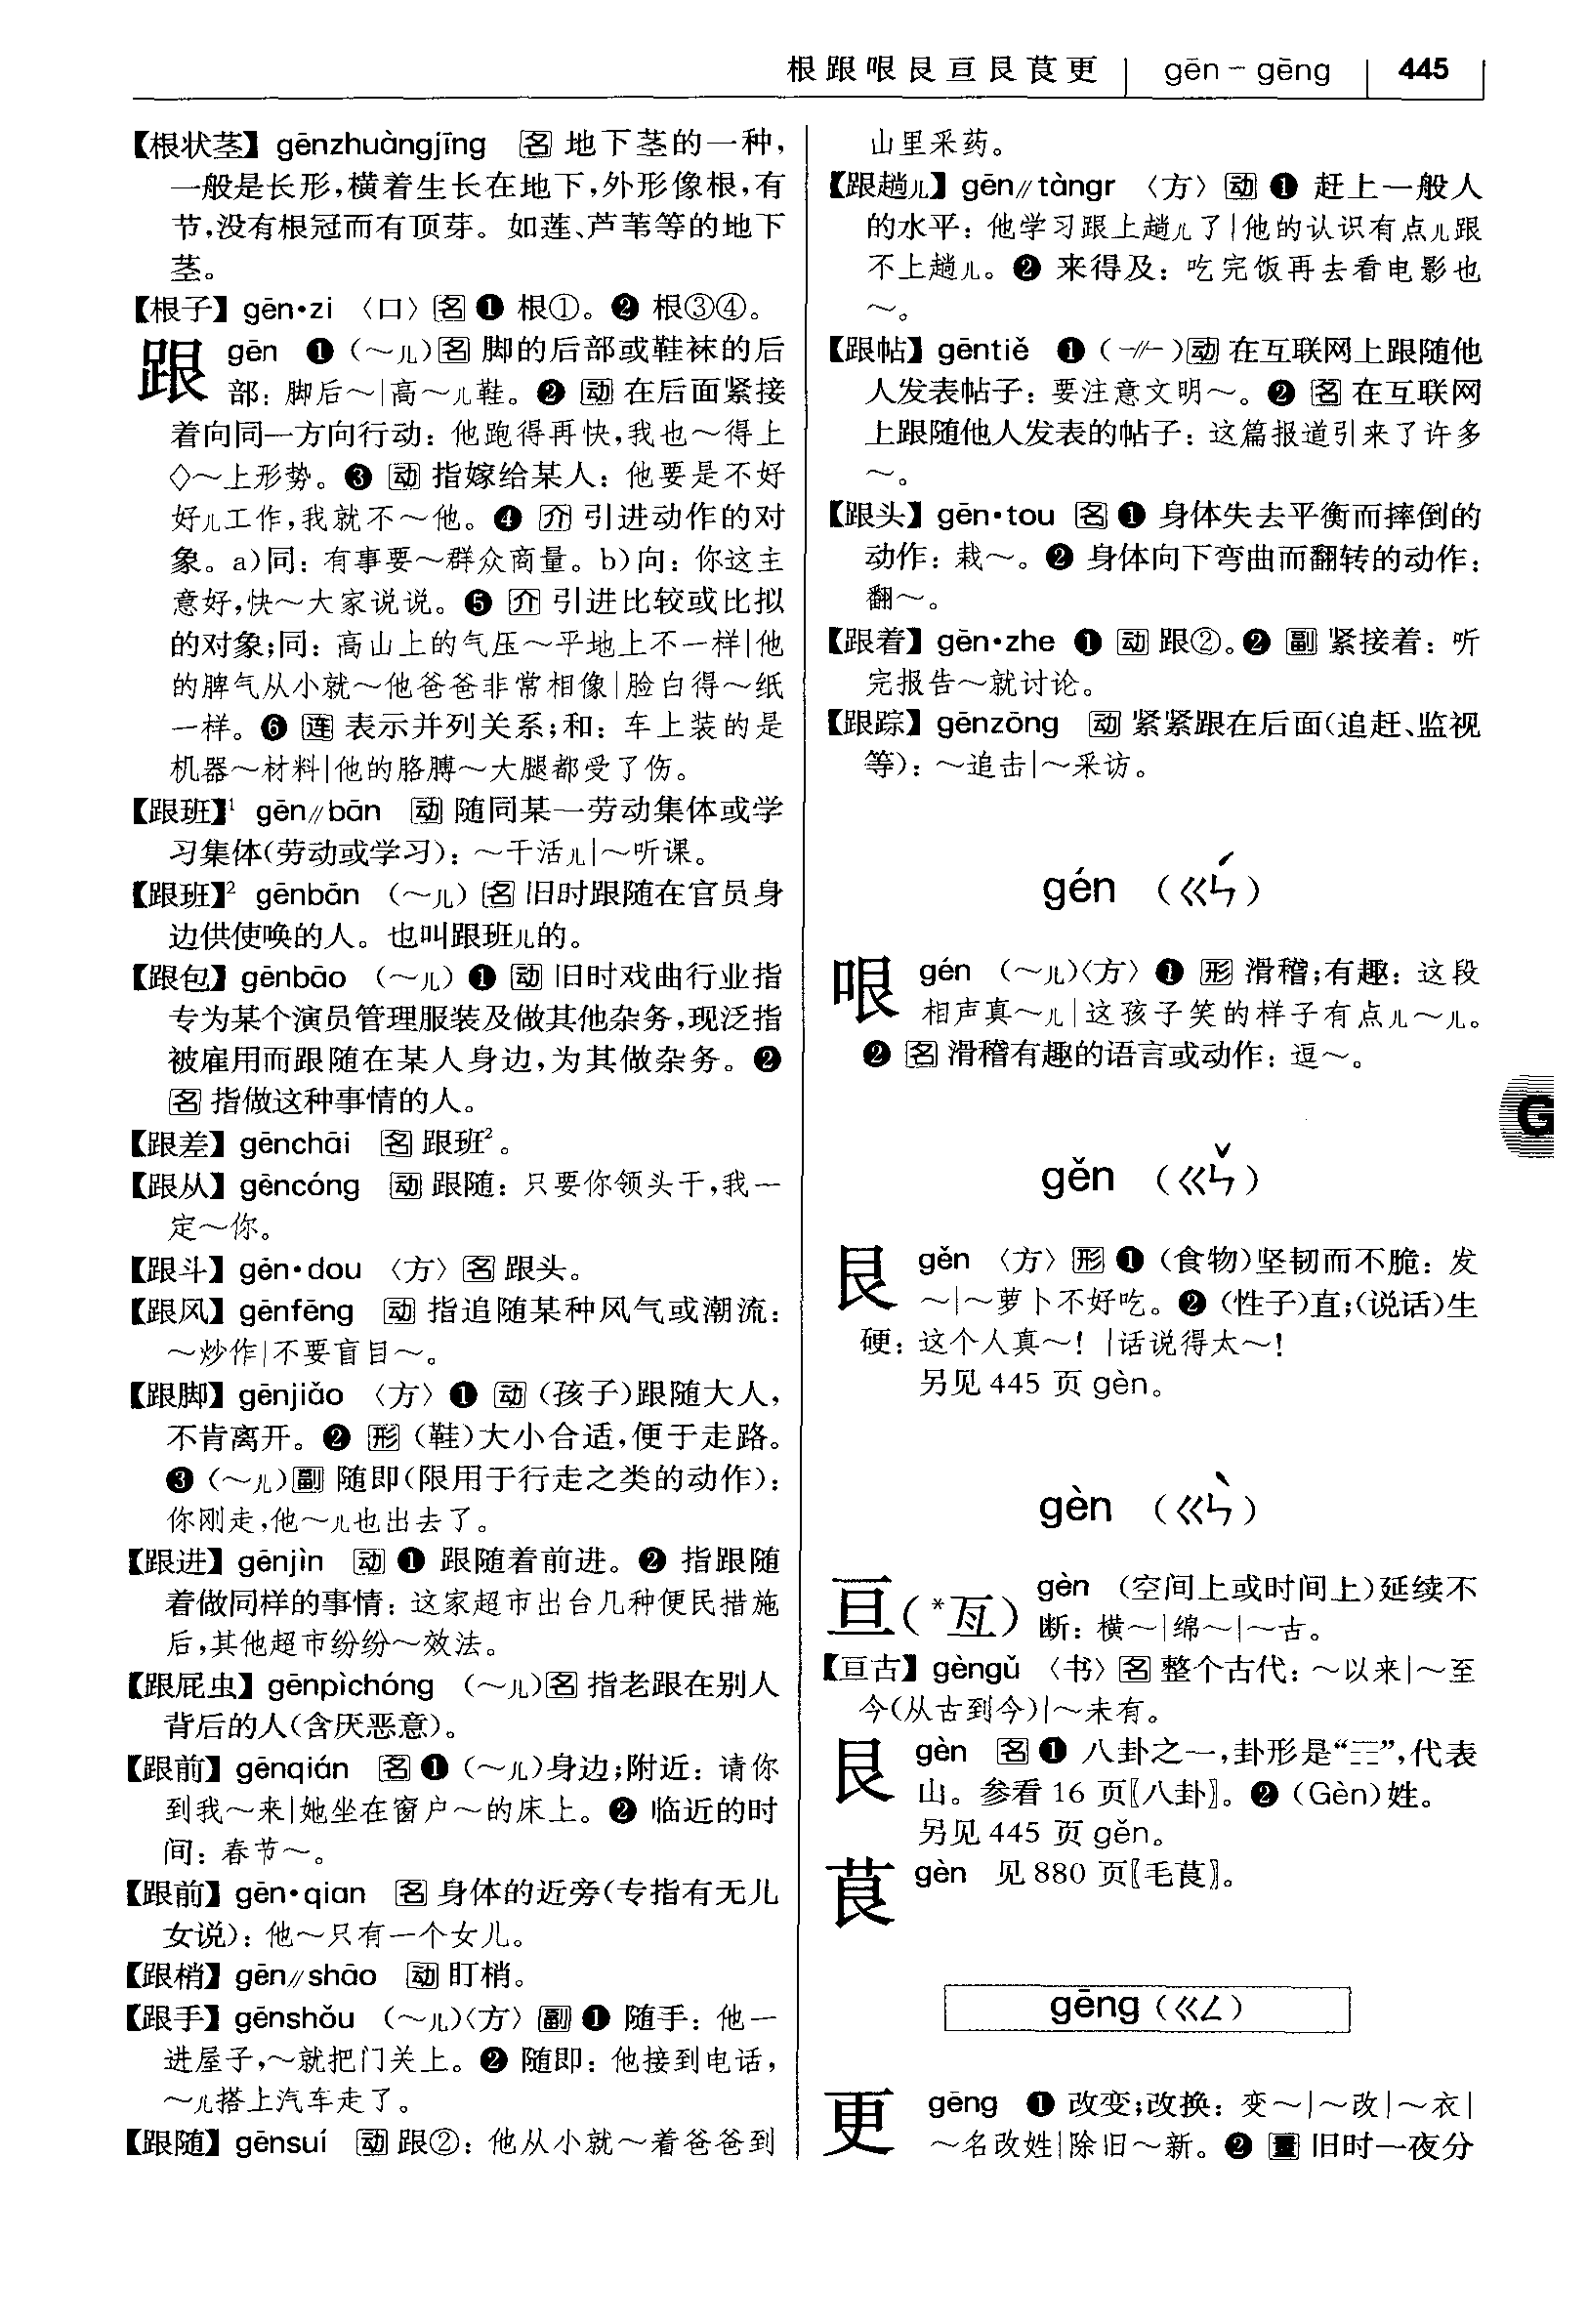 根跟哏艮亘艮茛更 gēn-gēng 445
【根状茎】gēnzhuàngjīng 名 地下茎的一种，
一般是长形，横着生长在地下，外形像根，有
节，没有根冠而有顶芽。如莲、芦苇等的地下
茎。
【根子】gēn·zi 〈口〉名❶ 根①。❷ 根③④。
跟 gēn ❶（～儿）名 脚的后部或鞋袜的后
部：脚后～|高～儿鞋。❷ 动 在后面紧接
着向同一方向行动：他跑得再快，我也～得上
◇～上形势。❸ 动 指嫁给某人：他要是不好
好儿工作，我就不～他。❹ 介 引进动作的对
象。a）同：有事要～群众商量。b）向：你这主
意好，快～大家说说。❺ 介 引进比较或比拟
的对象；同：高山上的气压～平地上不一样|他
的脾气从小就～他爸爸非常相像|脸白得～纸
一样。❻ 连 表示并列关系；和：车上装的是
机器～材料|他的胳膊～大腿都受了伤。
【跟班】¹ gēn//bān 动 随同某一劳动集体或学
习集体（劳动或学习）：～干活儿|～听课。
【跟班】² gēnbān （～儿）名 旧时跟随在官员身
边供使唤的人。也叫跟班儿的。
【跟包】gēnbāo （～儿）❶ 动 旧时戏曲行业指
专为某个演员管理服装及做其他杂务，现泛指
被雇用而跟随在某人身边，为其做杂务。❷
名 指做这种事情的人。
【跟差】gēnchāi 名 跟班²。
【跟从】gēncóng 动 跟随：只要你领头干，我一
定～你。
【跟斗】gēn·dou 〈方〉名 跟头。
【跟风】gēnfēng 动 指追随某种风气或潮流：
～炒作|不要盲目～。
【跟脚】gēnjiǎo 〈方〉❶ 动（孩子）跟随大人，
不肯离开。❷ 形（鞋）大小合适，便于走路。
❸（～儿）副 随即（限用于行走之类的动作）：
你刚走，他～儿也出去了。
【跟进】gēnjìn 动❶ 跟随着前进。❷ 指跟随
着做同样的事情：这家超市出台几种便民措施
后，其他超市纷纷～效法。
【跟屁虫】gēnpìchóng （～儿）名 指老跟在别人
背后的人（含厌恶意）。
【跟前】gēnqián 名❶（～儿）身边；附近：请你
到我～来|她坐在窗户～的床上。❷ 临近的时
间：春节～。
【跟前】gēn·qian 名 身体的近旁（专指有无儿
女说）：他～只有一个女儿。
【跟梢】gēn//shāo 动 盯梢。
【跟手】gēnshǒu （～儿）〈方〉副❶ 随手：他一
进屋子，～就把门关上。❷ 随即：他接到电话，
～儿搭上汽车走了。
【跟随】gēnsuí 动 跟②：他从小就～着爸爸到
山里采药。
【跟趟儿】gēn//tàngr 〈方〉动❶ 赶上一般人
的水平：他学习跟上趟儿了|他的认识有点儿跟
不上趟儿。❷ 来得及：吃完饭再去看电影也
～。
【跟帖】gēntiě ❶（-//-）动 在互联网上跟随他
人发表帖子：要注意文明～。❷ 名 在互联网
上跟随他人发表的帖子：这篇报道引来了许多
～。
【跟头】gēn·tou 名❶ 身体失去平衡而摔倒的
动作：栽～。❷ 身体向下弯曲而翻转的动作：
翻～。
【跟着】gēn·zhe ❶ 动 跟②。❷ 副 紧接着：听
完报告～就讨论。
【跟踪】gēnzōng 动 紧紧跟在后面（追赶、监视
等）：～追击|～采访。
gén （ㄍㄣˊ）
哏 gén （～儿）〈方〉❶ 形 滑稽；有趣：这段
相声真～儿|这孩子笑的样子有点儿～儿。
❷ 名 滑稽有趣的语言或动作：逗～。
G
gěn （ㄍㄣˇ）
艮 gěn 〈方〉形❶（食物）坚韧而不脆：发
～|～萝卜不好吃。❷（性子）直；（说话）生
硬：这个人真～！|话说得太～！
另见 445 页 gèn。
gèn （ㄍㄣˋ）
亘（*亙） gèn （空间上或时间上）延续不
断：横～|绵～|～古。
【亘古】gèngǔ 〈书〉名 整个古代：～以来|～至
今（从古到今）|～未有。
艮 gèn 名❶ 八卦之一，卦形是“☶”，代表
山。参看 16 页〖八卦〗。❷（Gèn）姓。
另见 445 页 gěn。
茛 gèn 见 880 页〖毛茛〗。
gēng（ㄍㄥ）
更 gēng ❶ 改变；改换：变～|～改|～衣|
～名改姓|除旧～新。❷ 量 旧时一夜分